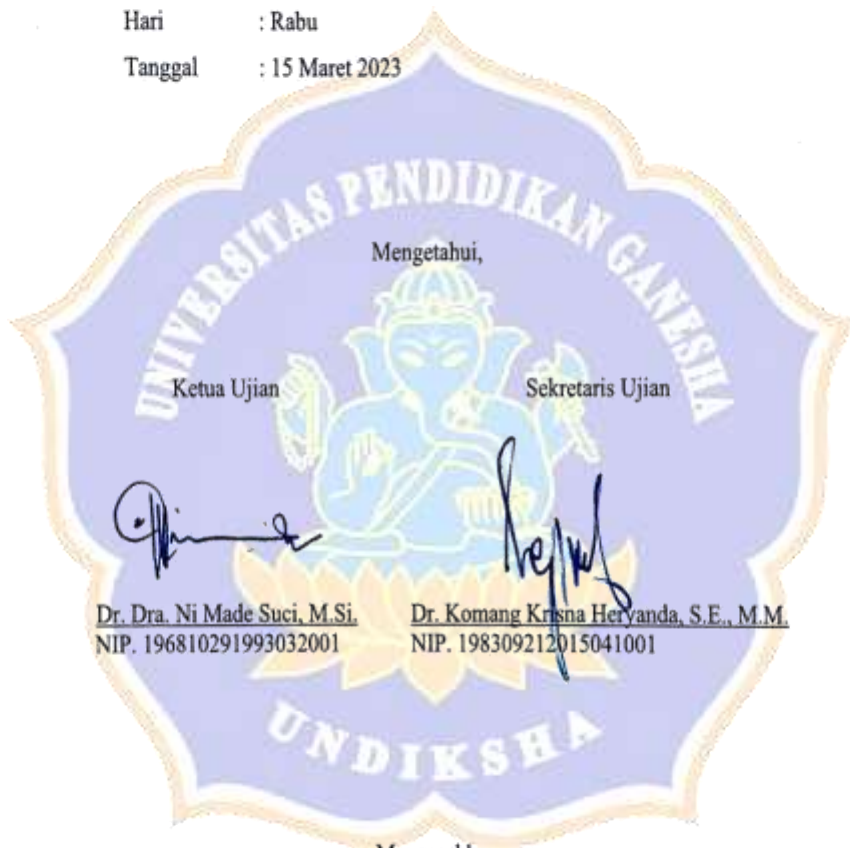 Hari : Rabu
Tanggal : 15 Maret 2023
UNIVERSITAS PENDIDIKAN GANESHA
Mengetahui,
Ketua Ujian Sekretaris Ujian
Dr. Dra. Ni Made Suci, M.Si. Dr. Komang Krisna Heryanda, S.E., M.M.
NIP. 196810291993032001 NIP. 198309212015041001
UNDIKSHA